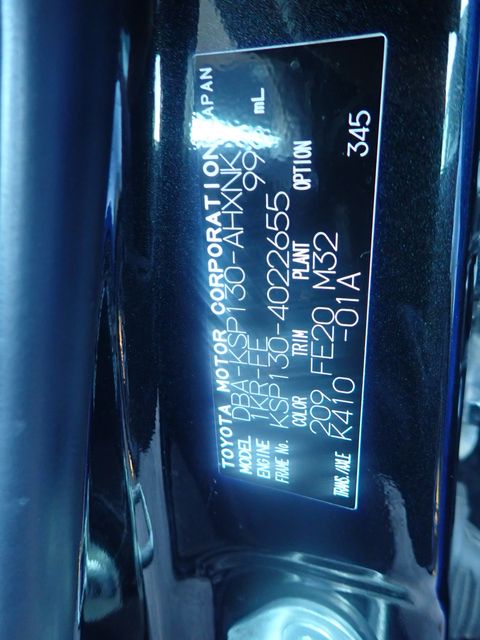 TOYOTA MOTOR CORPORATION JAPAN
MODEL DBA-KSP130-AHXNK
ENGINE 1KR-FE mL
FRAME No. KSP130-4022655
COLOR TRIM PLANT OPTION
209 FE20 M32
TRANS./AXLE K410 -01A 345